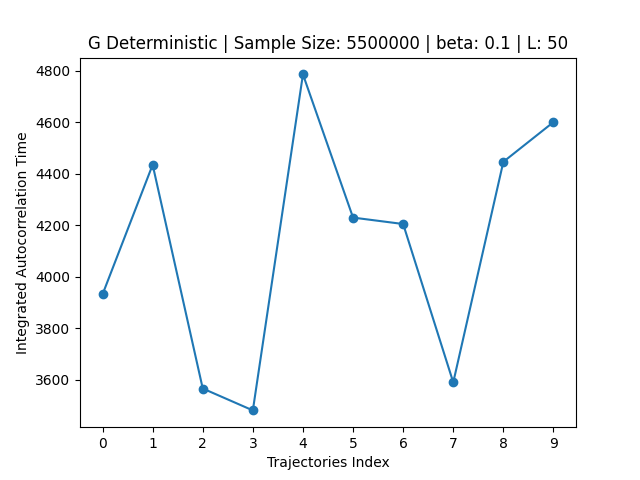 G Deterministic | Sample Size: 5500000 | beta: 0.1 | L: 50
4800
4600
4400
4200
4000
3800
3600
Integrated Autocorrelation Time
0 1 2 3 4 5 6 7 8 9
Trajectories Index